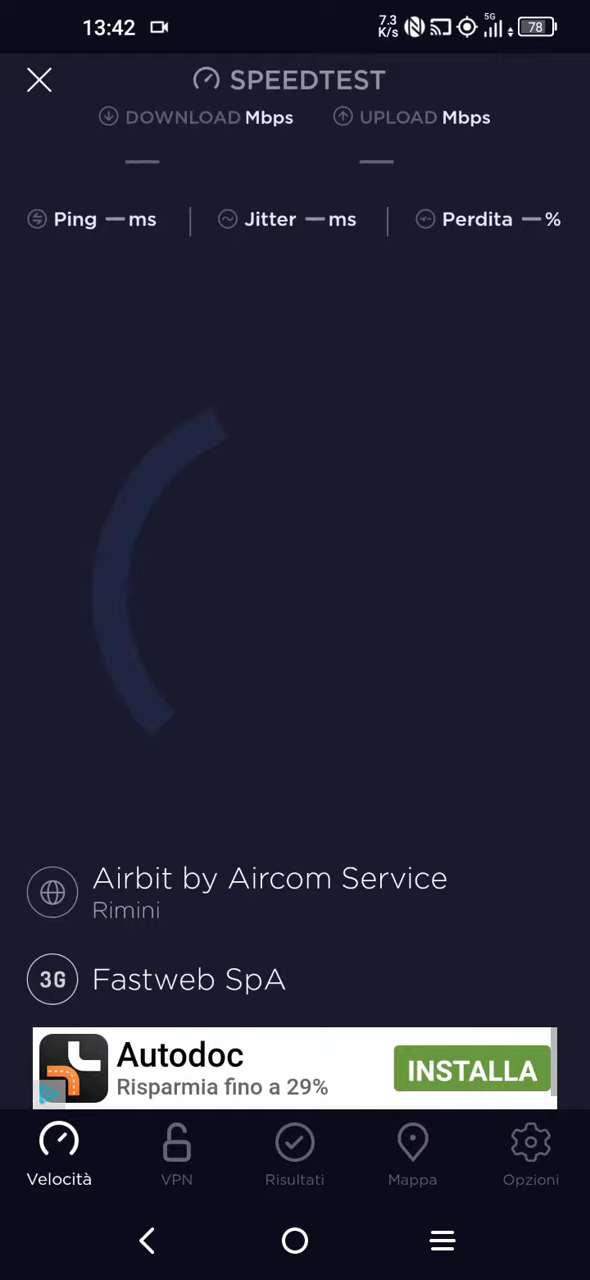 13:42 7.3 K/s 5G 78
SPEEDTEST
DOWNLOAD Mbps UPLOAD Mbps
— —
Ping — ms Jitter — ms Perdita — %
Airbit by Aircom Service
Rimini
3G Fastweb SpA
Autodoc
Risparmia fino a 29%
INSTALLA
Velocità VPN Risultati Mappa Opzioni